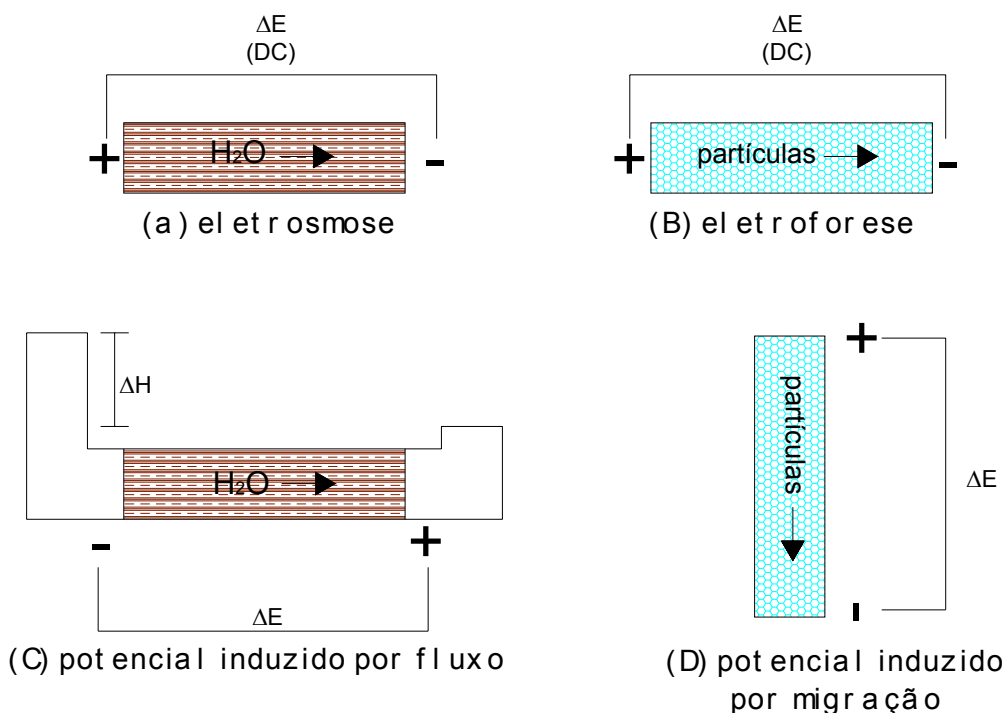 ΔE
(DC)
+ H₂O -
(a) eletrosmose
ΔE
(DC)
+ partículas -
(B) eletroforese
ΔH
H₂O
- +
ΔE
(C) potencial induzido por fluxo
+
partículas
ΔE
-
(D) potencial induzido
por migração